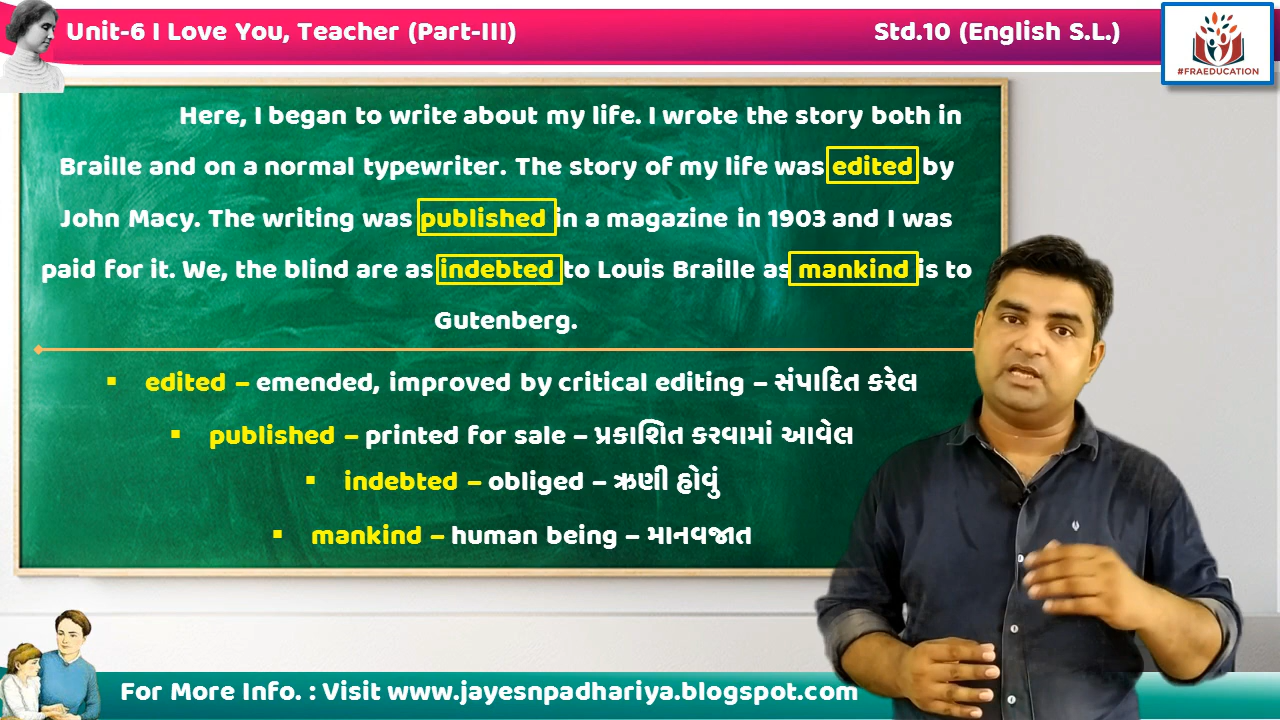 Unit-6 I Love You, Teacher (Part-III)
Std.10 (English S.L.)
#FRAEDUCATION
Here, I began to write about my life. I wrote the story both in
Braille and on a normal typewriter. The story of my life was edited by
John Macy. The writing was published in a magazine in 1903 and I was
paid for it. We, the blind are as indebted to Louis Braille as mankind is to
Gutenberg.
▪ edited – emended, improved by critical editing – સંપાદિત કરેલ
▪ published – printed for sale – પ્રકાશિત કરવામાં આવેલ
▪ indebted – obliged – ઋણી હોવું
▪ mankind – human being – માનવજાત
For More Info. : Visit www.jayesnpadhariya.blogspot.com